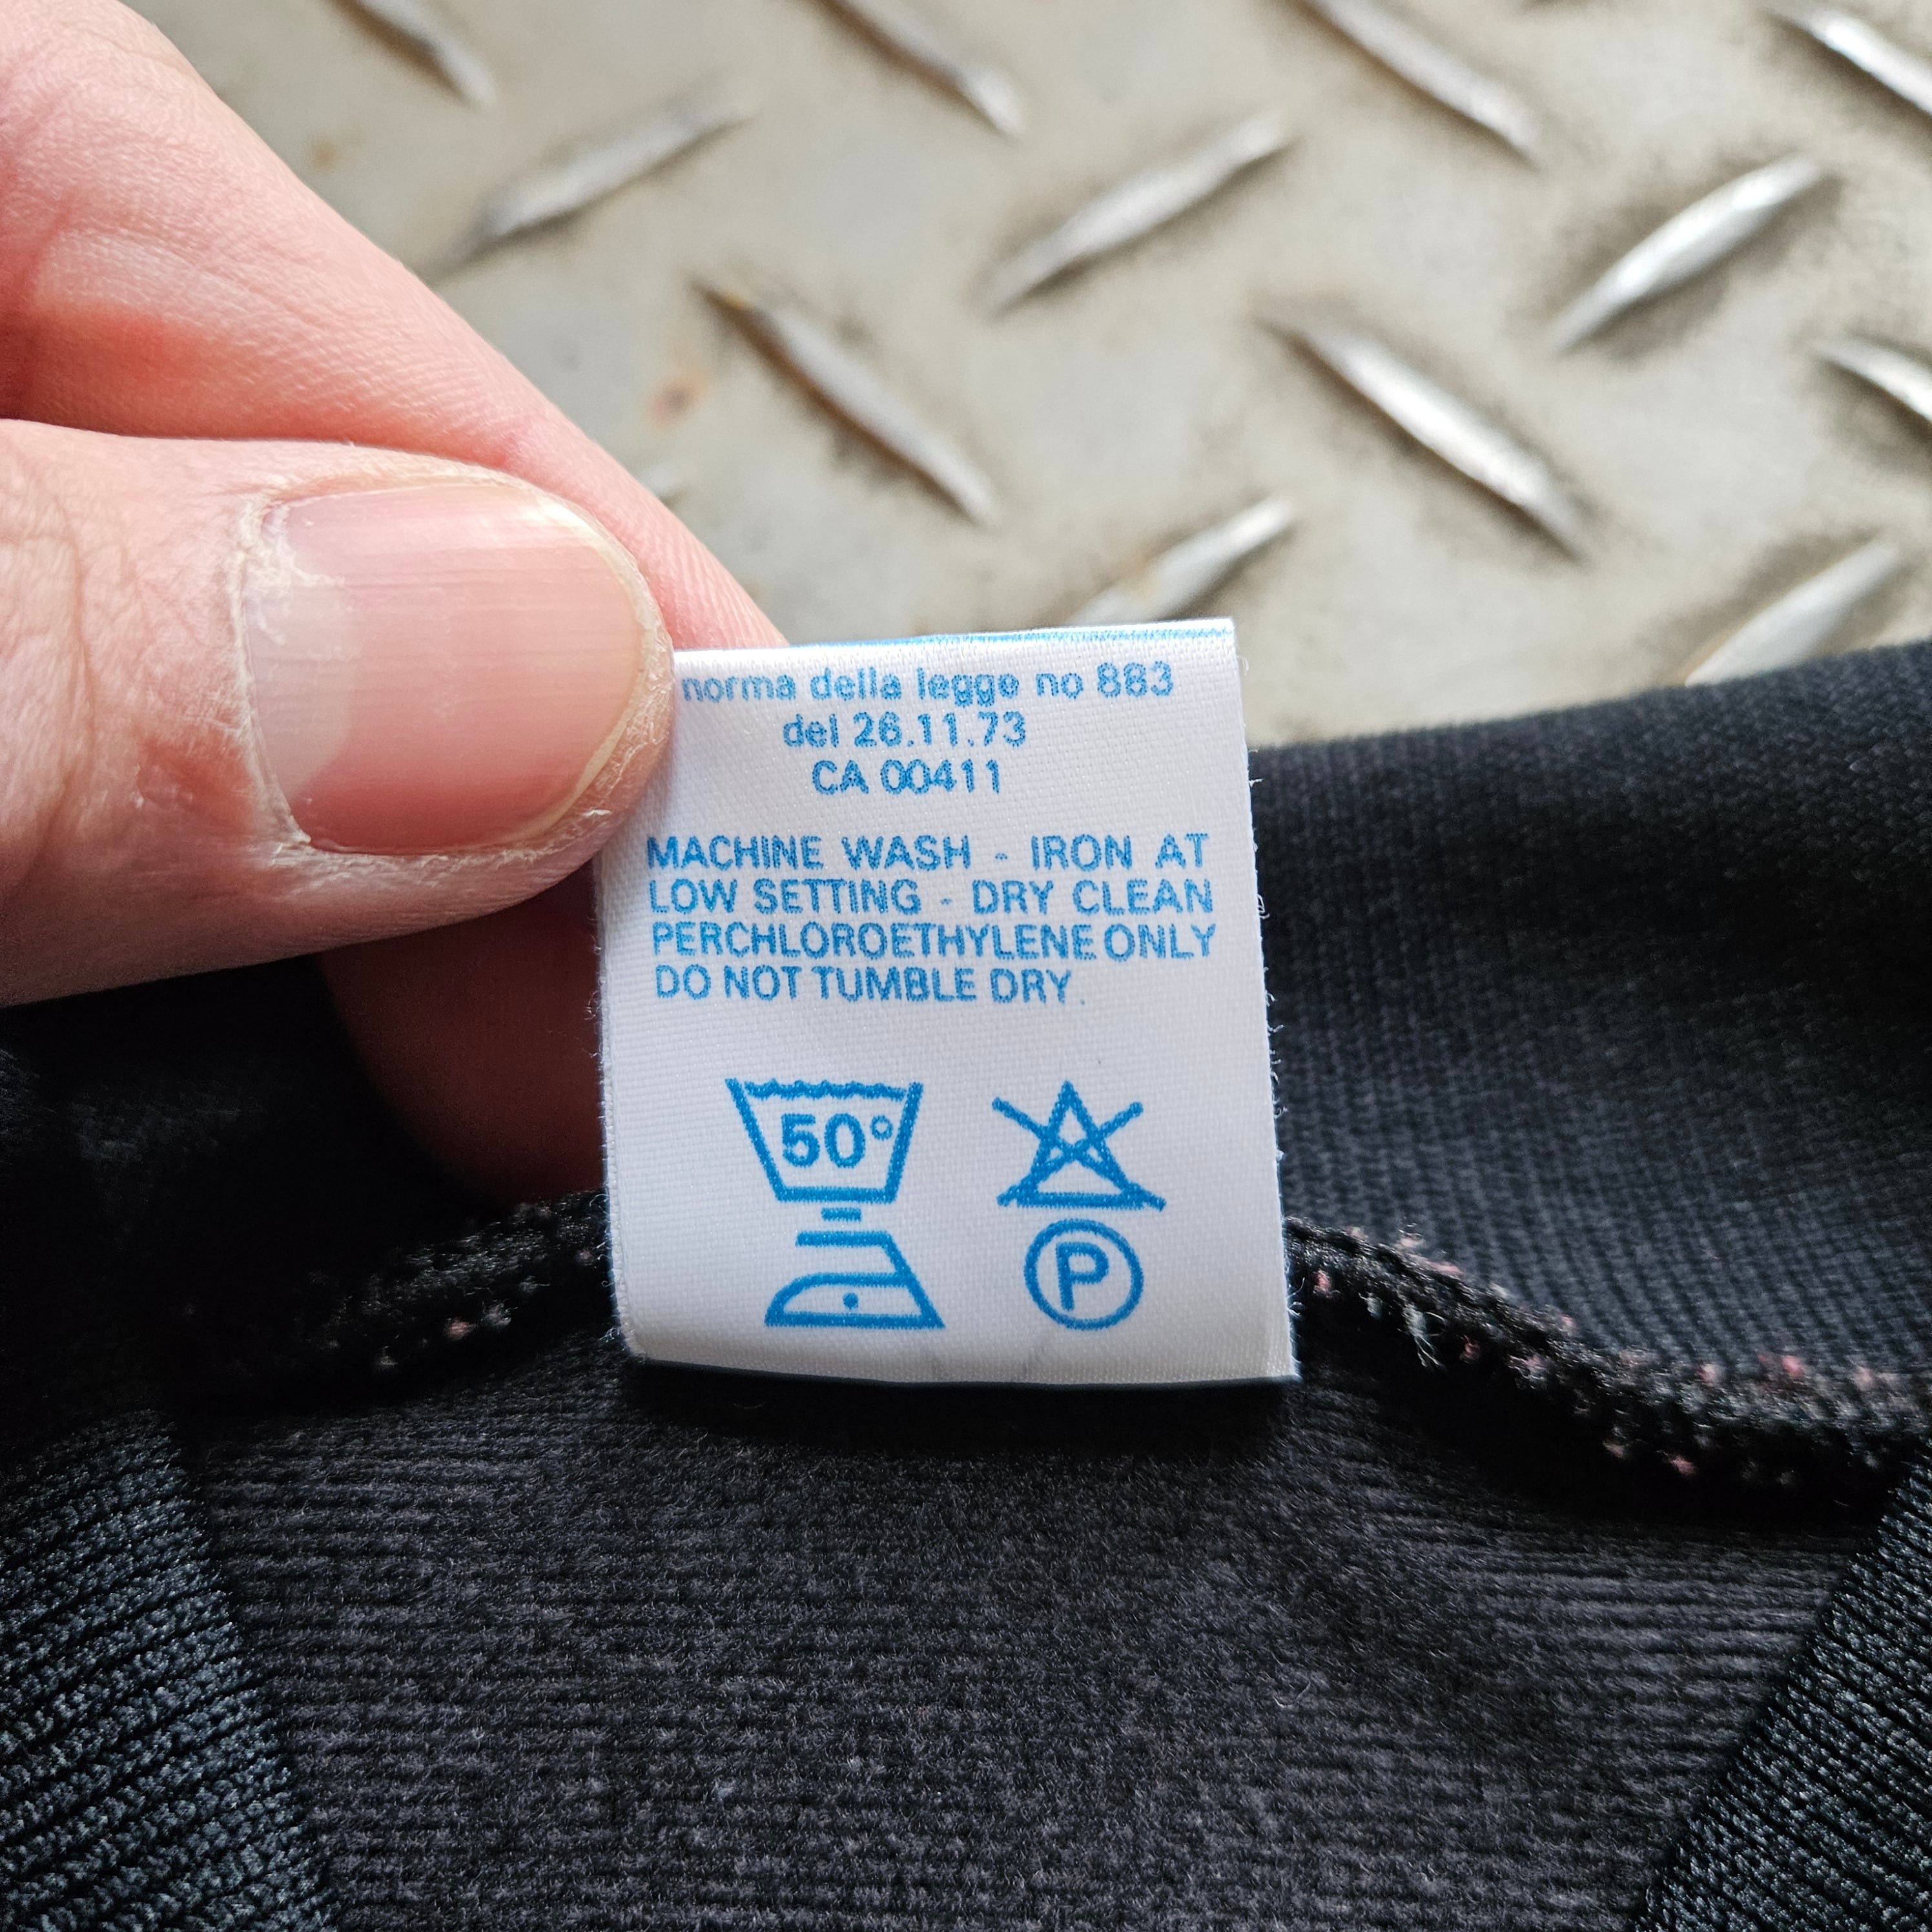 norma della legge no 883
del 26.11.73
CA 00411
MACHINE WASH - IRON AT
LOW SETTING - DRY CLEAN
PERCHLOROETHYLENE ONLY
DO NOT TUMBLE DRY.
50°
P